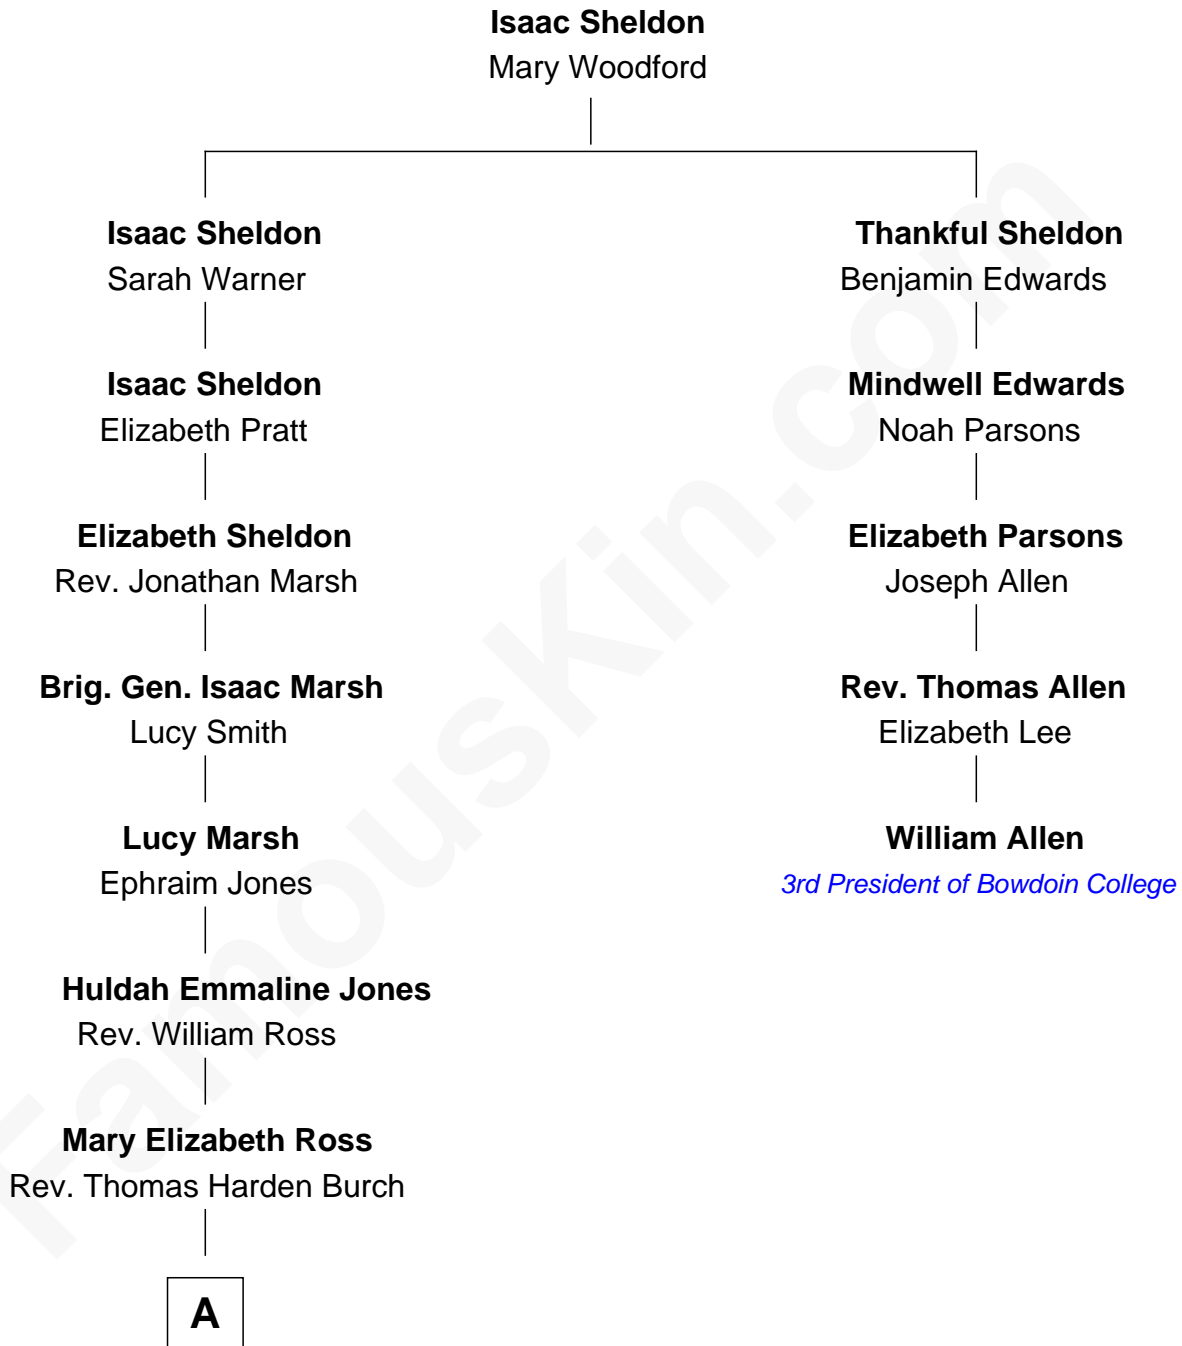 Isaac Sheldon
Mary Woodford
Isaac Sheldon
Sarah Warner
Thankful Sheldon
Benjamin Edwards
Isaac Sheldon
Elizabeth Pratt
Mindwell Edwards
Noah Parsons
Elizabeth Sheldon
Rev. Jonathan Marsh
Elizabeth Parsons
Joseph Allen
Brig. Gen. Isaac Marsh
Lucy Smith
Rev. Thomas Allen
Elizabeth Lee
Lucy Marsh
Ephraim Jones
William Allen
3rd President of Bowdoin College
Huldah Emmaline Jones
Rev. William Ross
Mary Elizabeth Ross
Rev. Thomas Harden Burch
A
FamousKin.com